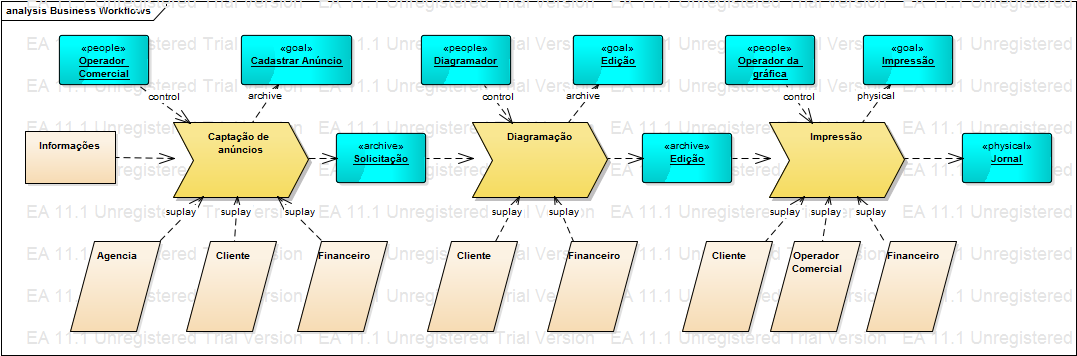 analysis Business Workflows
«people»
Operador
Comercial
«goal»
Cadastrar Anúncio
«people»
Diagramador
«goal»
Edição
«people»
Operador da
gráfica
«goal»
Impressão
control
archive
control
archive
control
physical
Informações
Captação de
anúncios
«archive»
Solicitação
Diagramação
«archive»
Edição
Impressão
«physical»
Jornal
suplay
suplay
suplay
suplay
suplay
suplay
suplay
suplay
Agencia
Cliente
Financeiro
Cliente
Financeiro
Cliente
Operador
Comercial
Financeiro
EA 11.1 Unregistered Trial Version